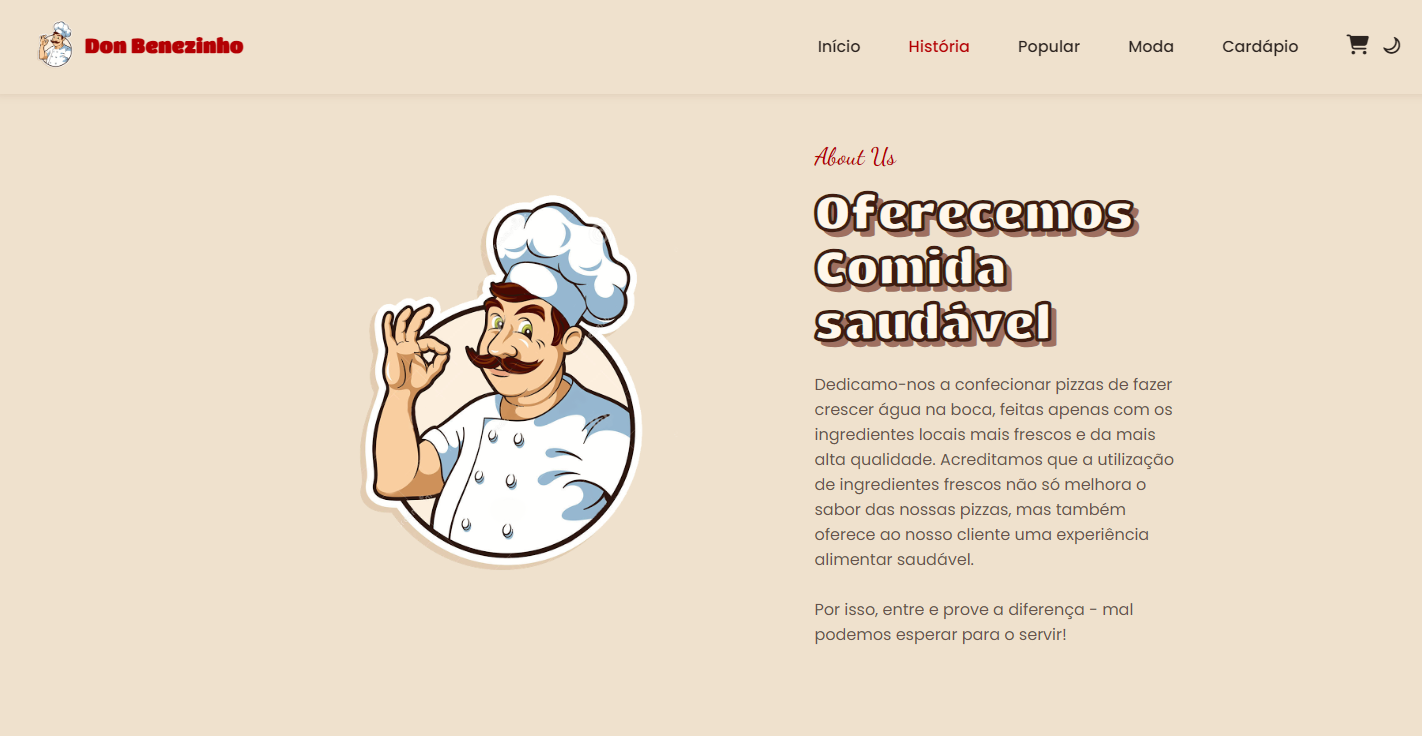 Don Benezinho
Início História Popular Moda Cardápio
About Us
Oferecemos
Comida
saudável
Dedicamo-nos a confecionar pizzas de fazer
crescer água na boca, feitas apenas com os
ingredientes locais mais frescos e da mais
alta qualidade. Acreditamos que a utilização
de ingredientes frescos não só melhora o
sabor das nossas pizzas, mas também
oferece ao nosso cliente uma experiência
alimentar saudável.
Por isso, entre e prove a diferença - mal
podemos esperar para o servir!